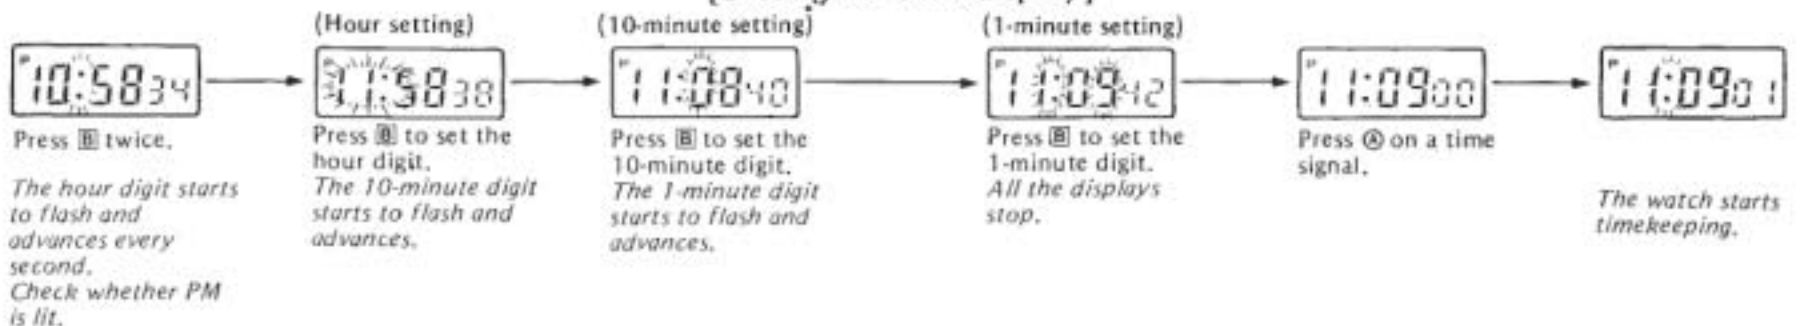 (Hour setting)
(10-minute setting)
(1-minute setting)
P 10:58 34
P 11:58 38
P 11:08 40
P 11:09 42
P 11:09 00
P 11:09 01
Press B twice.
The hour digit starts
to flash and
advances every
second.
Check whether PM
is lit.
Press B to set the
hour digit.
The 10-minute digit
starts to flash and
advances.
Press B to set the
10-minute digit.
The 1-minute digit
starts to flash and
advances.
Press B to set the
1-minute digit.
All the displays
stop.
Press A on a time
signal.
The watch starts
timekeeping.